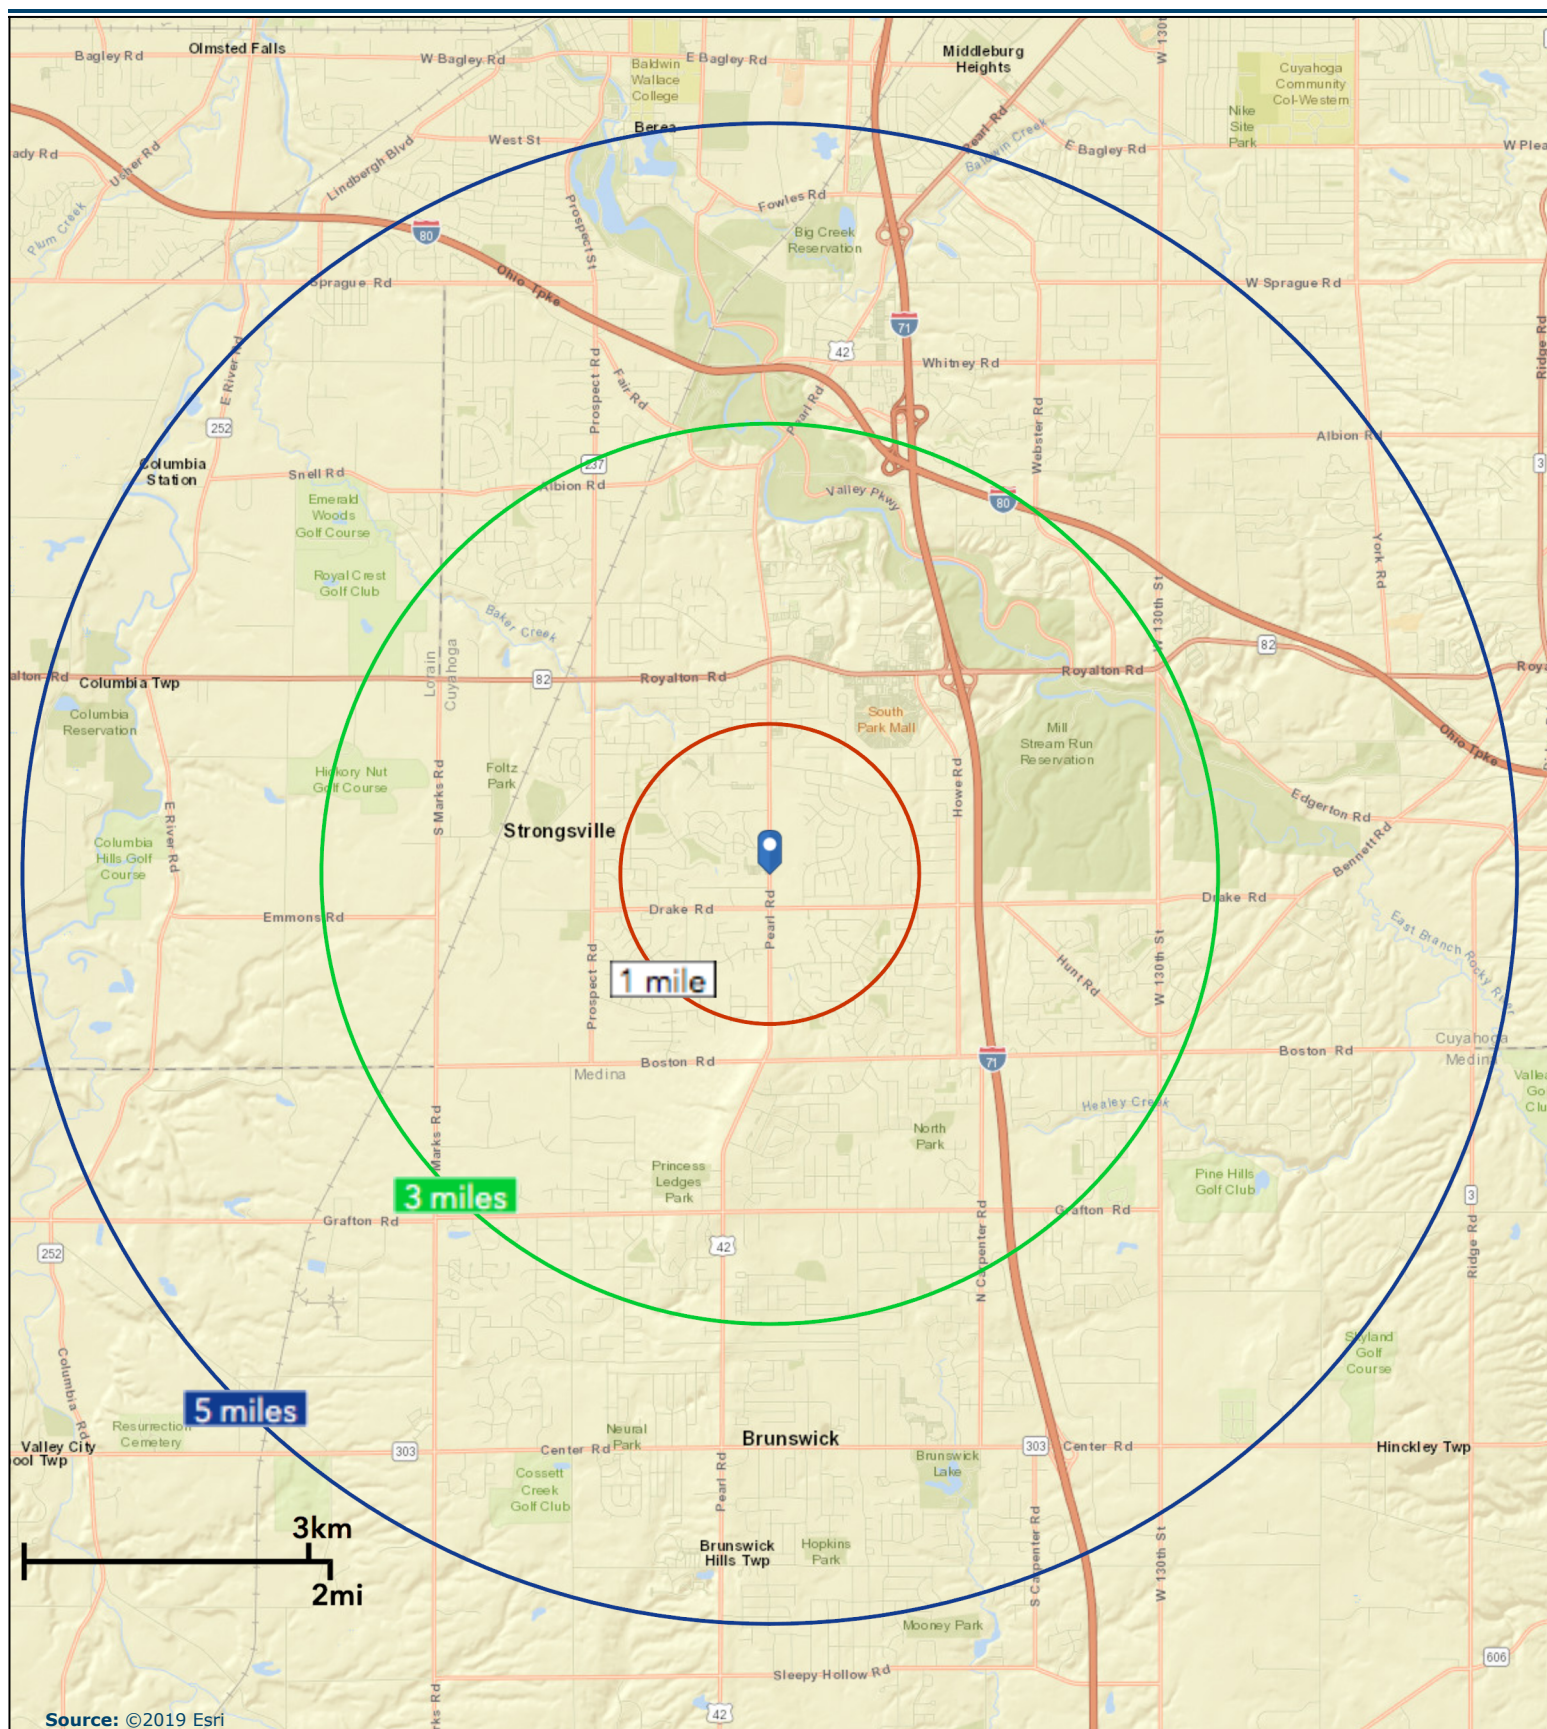 Olmsted Falls
Bagley Rd
W Bagley Rd
Baldwin
Wallace
College
E Bagley Rd
Middleburg
Heights
W 130th
Cuyahoga
Community
Col-Western
Nike
Site
Park
Berea
West St
Pearl Rd
Baldwin Creek
E Bagley Rd
W Plea
ady Rd
Usher Rd
Lindbergh Blvd
Plum Creek
Prospect St
Fowles Rd
Big Creek
Reservation
80
Ohio Tpke
Sprague Rd
W Sprague Rd
71
42
Whitney Rd
Ridge Rd
E River Rd
Prospect Rd
Fair Rd
Pearl Rd
Webster Rd
252
Albion Rd
Columbia
Station
Snell Rd
237
Albion Rd
3
Emerald
Woods
Golf Course
Valley Pkwy
80
York Rd
Royal Crest
Golf Club
Baker Creek
W 130th St
82
Lorain
Cuyahoga
alton Rd
Columbia Twp
82
Royalton Rd
Royalton Rd
Roya
Columbia
Reservation
South
Park Mall
Mill
Stream Run
Reservation
Ohio Tpke
Hickory Nut
Golf Course
Foltz
Park
S Marks Rd
Howe Rd
E River Rd
Edgerton Rd
Bennett Rd
Strongsville
Columbia
Hills Golf
Course
Emmons Rd
Drake Rd
Pearl Rd
Drake Rd
East Branch Rocky River
Prospect Rd
1 mile
Hunt Rd
W 130th St
Boston Rd
Medina
71
Boston Rd
Cuyahoga
Medina
Valle
Go
Clu
Healey Creek
North
Park
Marks Rd
Princess
Ledges
Park
Pine Hills
Golf Club
3 miles
3
Grafton Rd
Grafton Rd
N Carpenter Rd
Ridge Rd
252
42
Columbia Rd
Skyland
Golf
Course
5 miles
Resurrection
Cemetery
Neural
Park
Brunswick
Valley City
ool Twp
303
Center Rd
303
Center Rd
Hinckley Twp
Brunswick
Lake
Cossett
Creek
Golf Club
Pearl Rd
3km
2mi
Brunswick
Hills Twp
Hopkins
Park
S Carpenter Rd
W 130th St
Mooney Park
606
Sleepy Hollow Rd
rks Rd
42
Source: ©2019 Esri